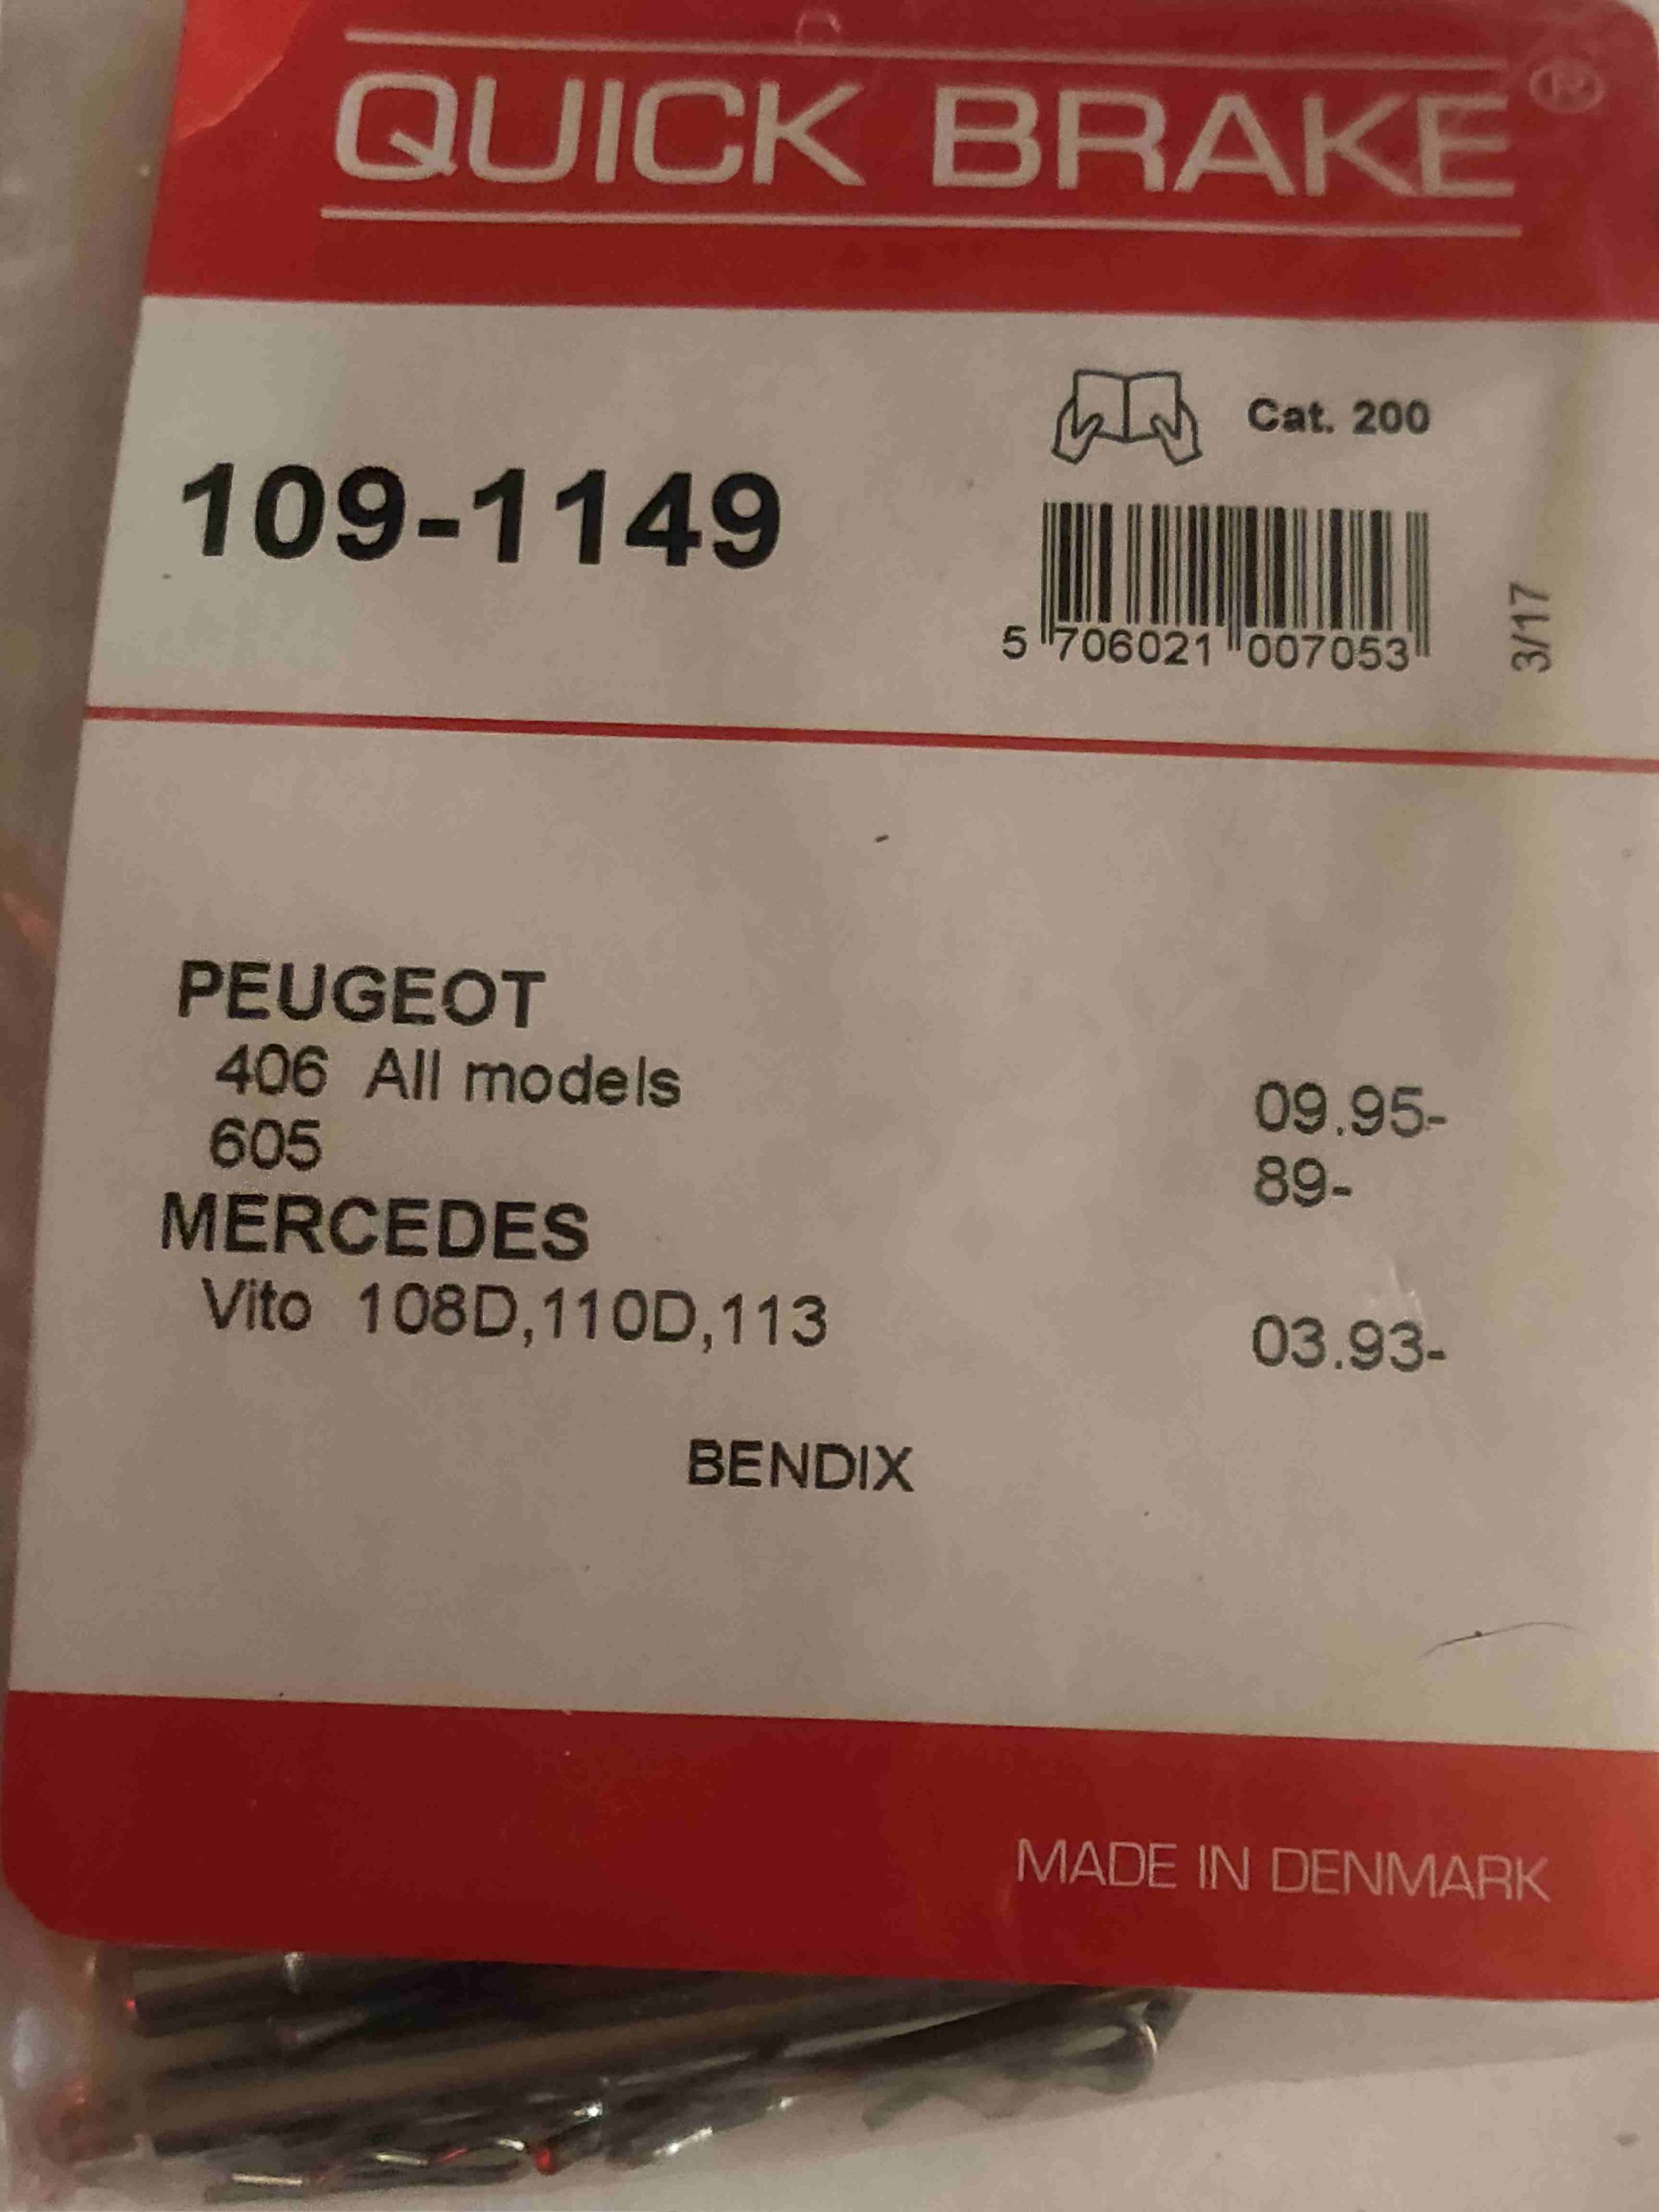 QUICK BRAKE®
Cat. 200
109-1149
5 706021 007053
3/17
PEUGEOT
406 All models 09.95-
605 89-
MERCEDES
Vito 108D,110D,113 03.93-
BENDIX
MADE IN DENMARK